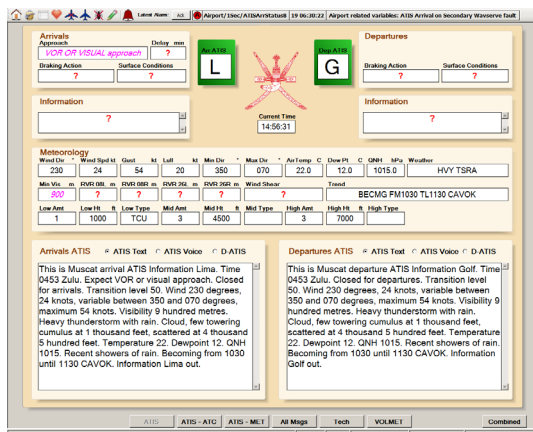 Latest Alarm: Ack Airport/1Sec/ATISArrStatusB 19 06:30:22 Airport related variables: ATIS Arrival on Secondary Wavserve fault
Arrivals
Approach Delay min
VOR OR VISUAL approach ?
Braking Action Surface Conditions
? ?
Arr ATIS
L
Dep ATIS
G
Departures
Braking Action Surface Conditions
? ?
Information
?
Current Time
14:56:31
Information
?
Meteorology
Wind Dir ° Wind Spd kt Gust kt Lull kt Min Dir ° Max Dir ° AirTemp C Dew Pt C QNH hPa Weather
230 24 54 20 350 070 22.0 12.0 1015.0 HVY TSRA
Min Vis m RVR 08L m RVR 08R m RVR 26L m RVR 26R m Wind Shear Trend
900 ? ? ? ? ? BECMG FM1030 TL1130 CAVOK
Low Amt Low Ht ft Low Type Mid Amt Mid Ht ft Mid Type High Amt High Ht ft High Type
1 1000 TCU 3 4500 3 7000
Arrivals ATIS ATIS Text ATIS Voice D-ATIS
This is Muscat arrival ATIS Information Lima. Time
0453 Zulu. Expect VOR or visual approach. Closed
for arrivals. Transition level 50. Wind 230 degrees,
24 knots, variable between 350 and 070 degrees,
maximum 54 knots. Visibility 9 hundred metres.
Heavy thunderstorm with rain. Cloud, few towering
cumulus at 1 thousand feet, scattered at 4 thousand
5 hundred feet. Temperature 22. Dewpoint 12. QNH
1015. Recent showers of rain. Becoming from 1030
until 1130 CAVOK. Information Lima out.
Departures ATIS ATIS Text ATIS Voice D-ATIS
This is Muscat departure ATIS Information Golf. Time
0453 Zulu. Closed for departures. Transition level
50. Wind 230 degrees, 24 knots, variable between
350 and 070 degrees, maximum 54 knots. Visibility 9
hundred metres. Heavy thunderstorm with rain.
Cloud, few towering cumulus at 1 thousand feet,
scattered at 4 thousand 5 hundred feet. Temperature
22. Dewpoint 12. QNH 1015. Recent showers of rain.
Becoming from 1030 until 1130 CAVOK. Information
Golf out.
ATIS ATIS - ATC ATIS - MET All Msgs Tech VOLMET Combined